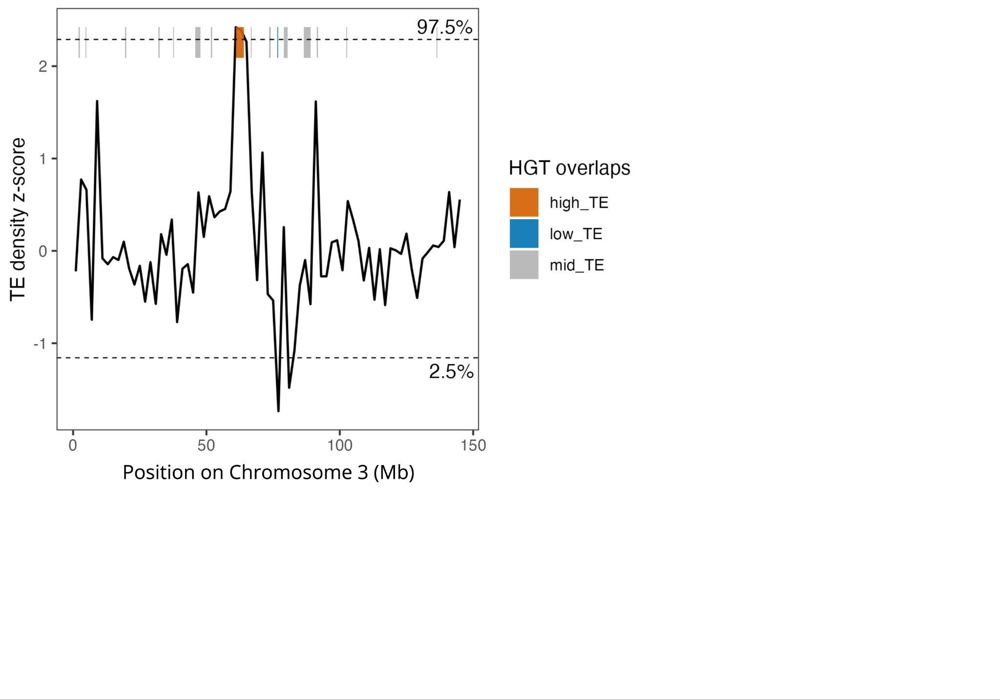 97.5%
2
1
0
-1
2.5%
TE density z-score
0 50 100 150
Position on Chromosome 3 (Mb)
HGT overlaps
high_TE
low_TE
mid_TE